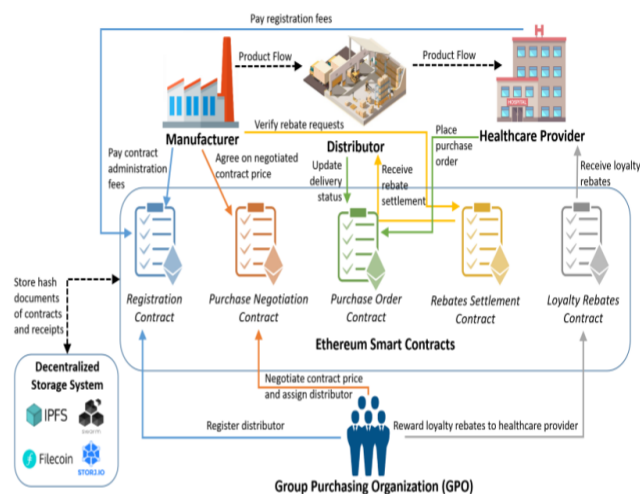 Pay registration fees
Product Flow
Product Flow
HOSPITAL
Manufacturer
Verify rebate requests
Distributor
Place
purchase
order
Healthcare Provider
Pay contract
administration
fees
Agree on negotiated
contract price
Update
delivery
status
Receive
rebate
settlement
Receive loyalty
rebates
Registration
Contract
Purchase Negotiation
Contract
Purchase Order
Contract
Rebates Settlement
Contract
Loyalty Rebates
Contract
Ethereum Smart Contracts
Store hash
documents
of contracts
and receipts
Decentralized
Storage System
IPFS
Filecoin
STORJ.IO
Negotiate contract price
and assign distributor
Register distributor
Reward loyalty rebates to healthcare provider
Group Purchasing Organization (GPO)